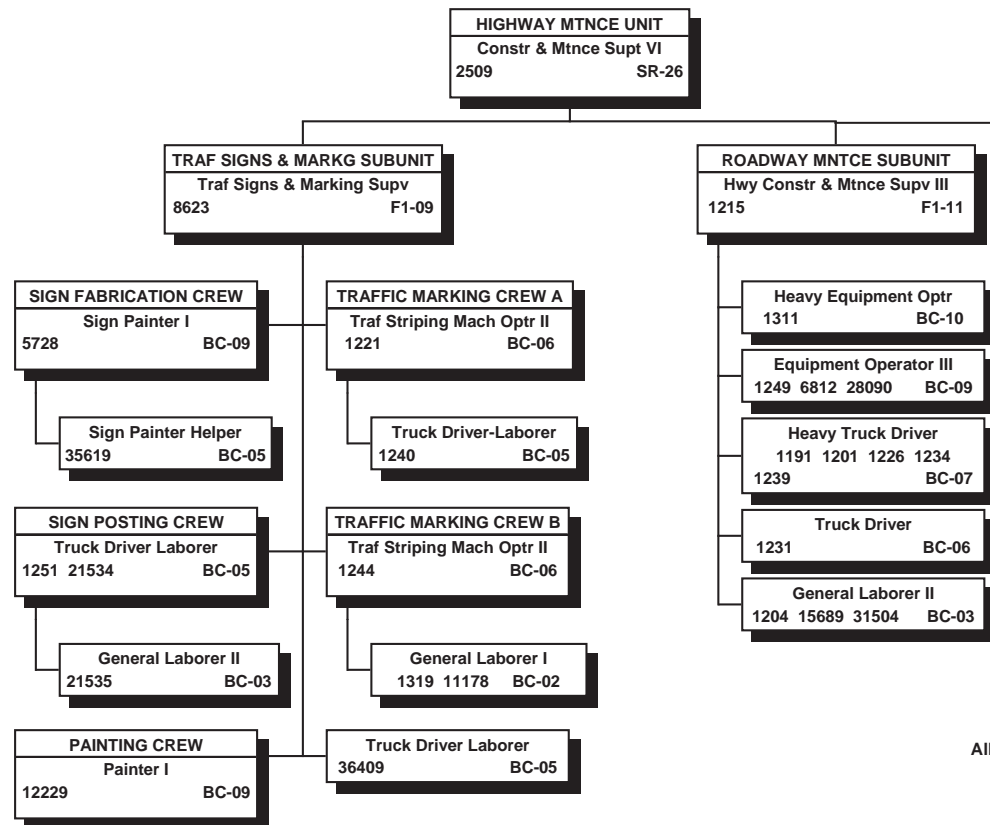 HIGHWAY MTNCE UNIT
Constr & Mtnce Supt VI
2509 SR-26
TRAF SIGNS & MARKG SUBUNIT
Traf Signs & Marking Supv
8623 F1-09
SIGN FABRICATION CREW
Sign Painter I
5728 BC-09
Sign Painter Helper
35619 BC-05
SIGN POSTING CREW
Truck Driver Laborer
1251 21534 BC-05
General Laborer II
21535 BC-03
PAINTING CREW
Painter I
12229 BC-09
TRAFFIC MARKING CREW A
Traf Striping Mach Optr II
1221 BC-06
Truck Driver-Laborer
1240 BC-05
TRAFFIC MARKING CREW B
Traf Striping Mach Optr II
1244 BC-06
General Laborer I
1319 11178 BC-02
Truck Driver Laborer
36409 BC-05
ROADWAY MNTCE SUBUNIT
Hwy Constr & Mtnce Supv III
1215 F1-11
Heavy Equipment Optr
1311 BC-10
Equipment Operator III
1249 6812 28090 BC-09
Heavy Truck Driver
1191 1201 1226 1234
1239 BC-07
Truck Driver
1231 BC-06
General Laborer II
1204 15689 31504 BC-03